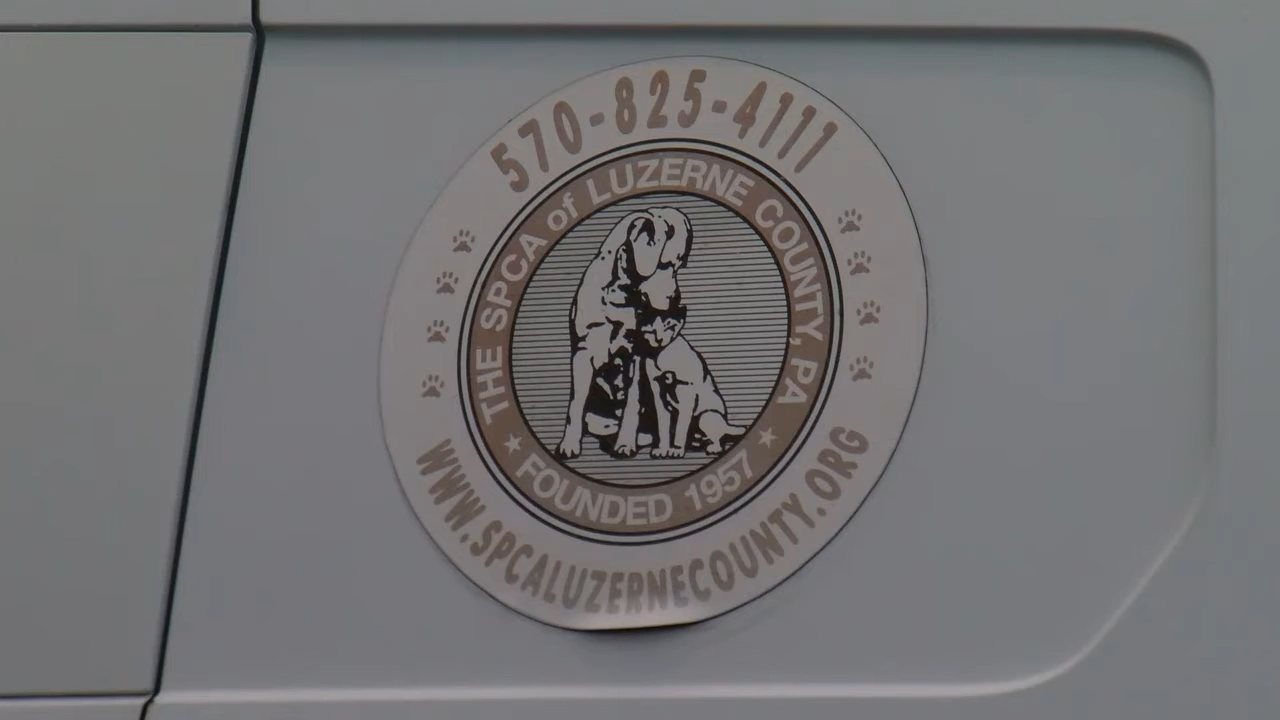 570-825-4111
THE SPCA of LUZERNE COUNTY, PA
★ FOUNDED 1957 ★
WWW.SPCALUZERNECOUNTY.ORG